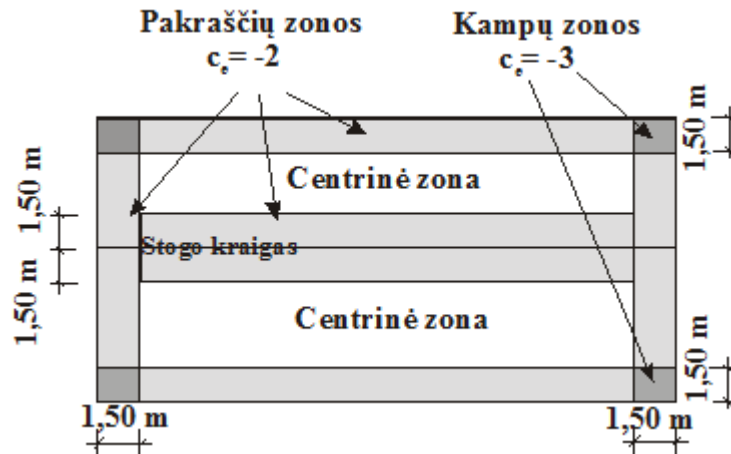 Pakraščių zonos
cₑ= -2
Kampų zonos
cₑ= -3
1,50 m
1,50 m
Centrinė zona
1,50 m
Stogo kraigas
1,50 m
Centrinė zona
1,50 m
1,50 m
1,50 m